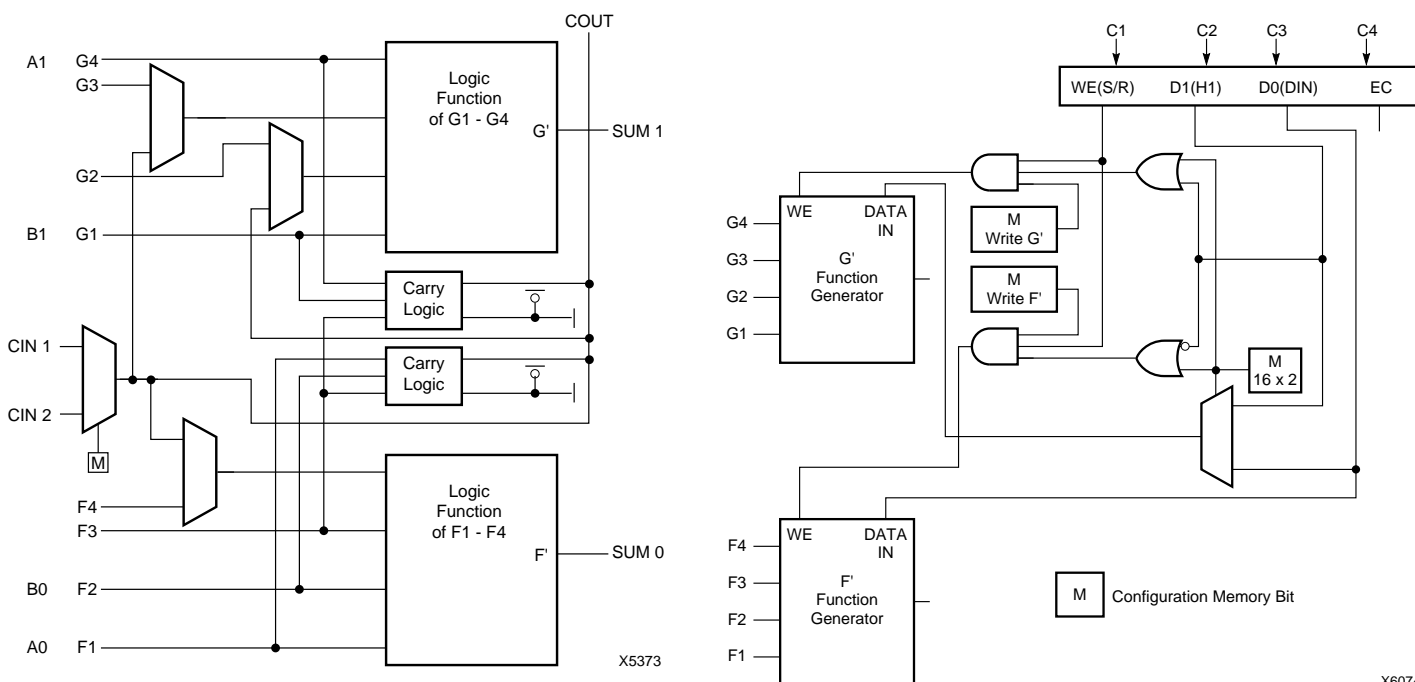 COUT
A1 G4
G3
Logic
Function
of G1 - G4
G'
SUM 1
G2
B1 G1
Carry
Logic
CIN 1
Carry
Logic
CIN 2
M
F4
F3
Logic
Function
of F1 - F4
F'
SUM 0
B0 F2
A0 F1
X5373
C1 C2 C3 C4
WE(S/R) D1(H1) D0(DIN) EC
WE DATA
IN
G4
G3
G2
G1
G'
Function
Generator
M
Write G'
M
Write F'
M
16 x 2
WE DATA
IN
F4
F3
F2
F1
F'
Function
Generator
M Configuration Memory Bit